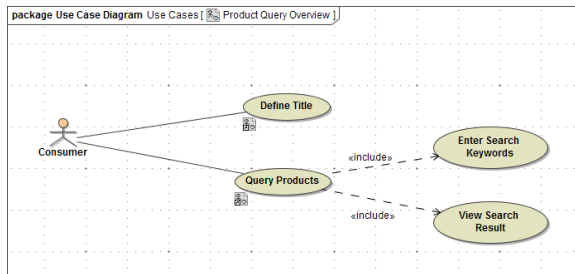 package Use Case Diagram Use Cases [ Product Query Overview ]
Define Title
Consumer
Query Products
«include»
Enter Search
Keywords
«include»
View Search
Result